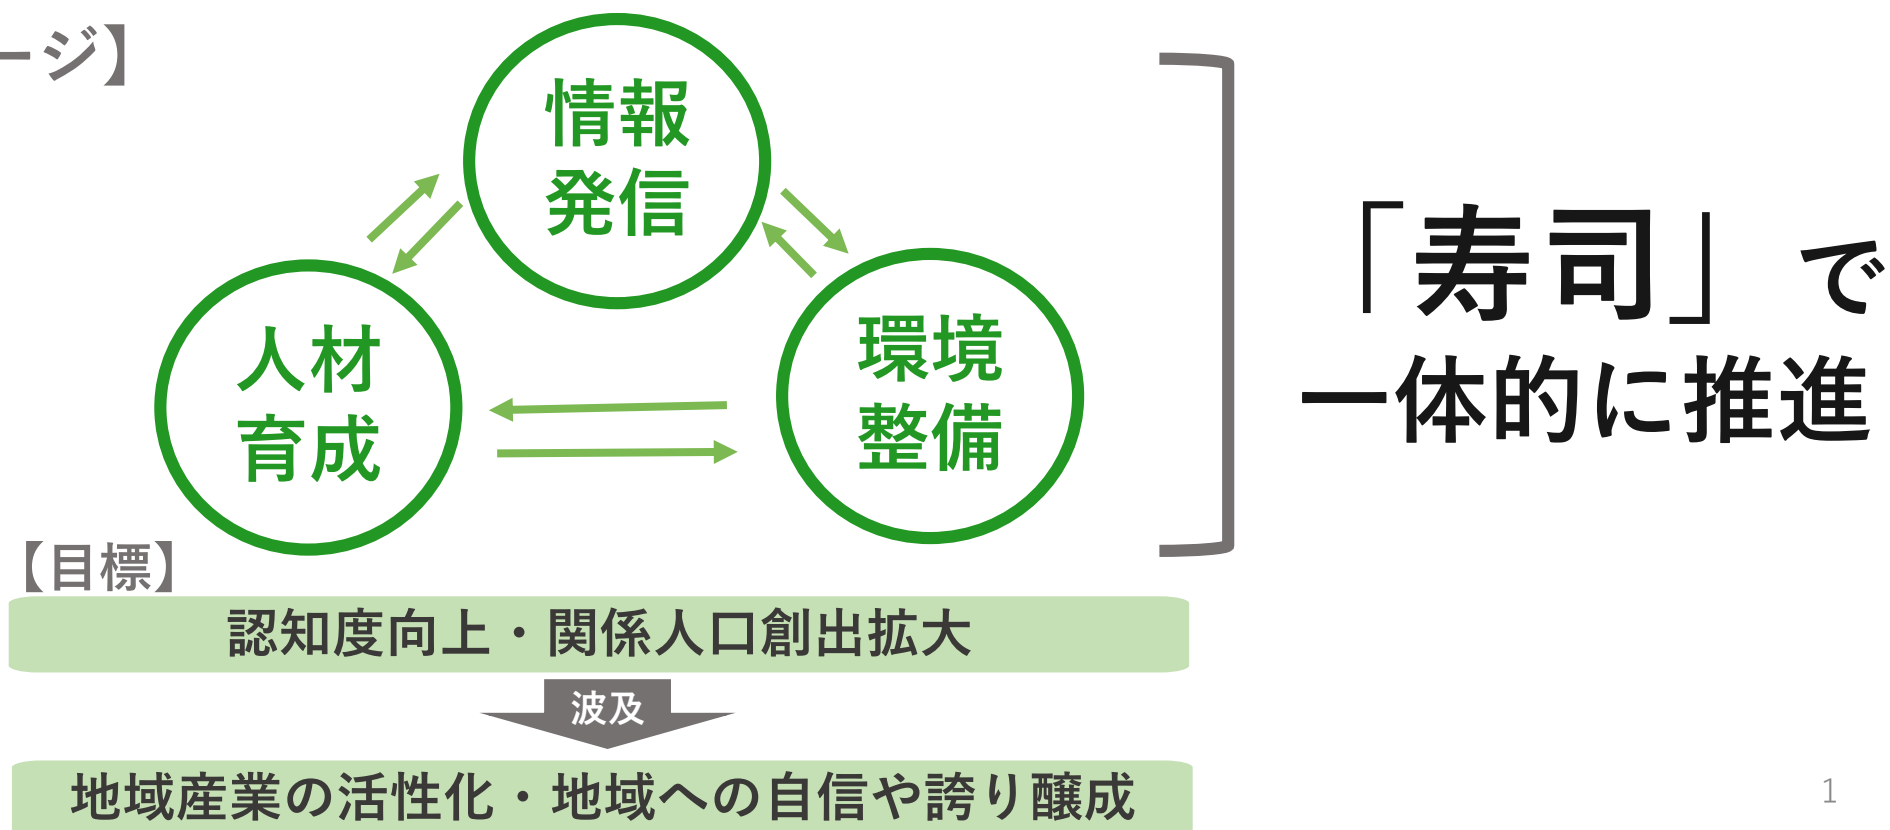 ージ】
情報
発信
人材
育成
環境
整備
「寿司」で
一体的に推進
【目標】
認知度向上・関係人口創出拡大
波及
地域産業の活性化・地域への自信や誇り醸成
1